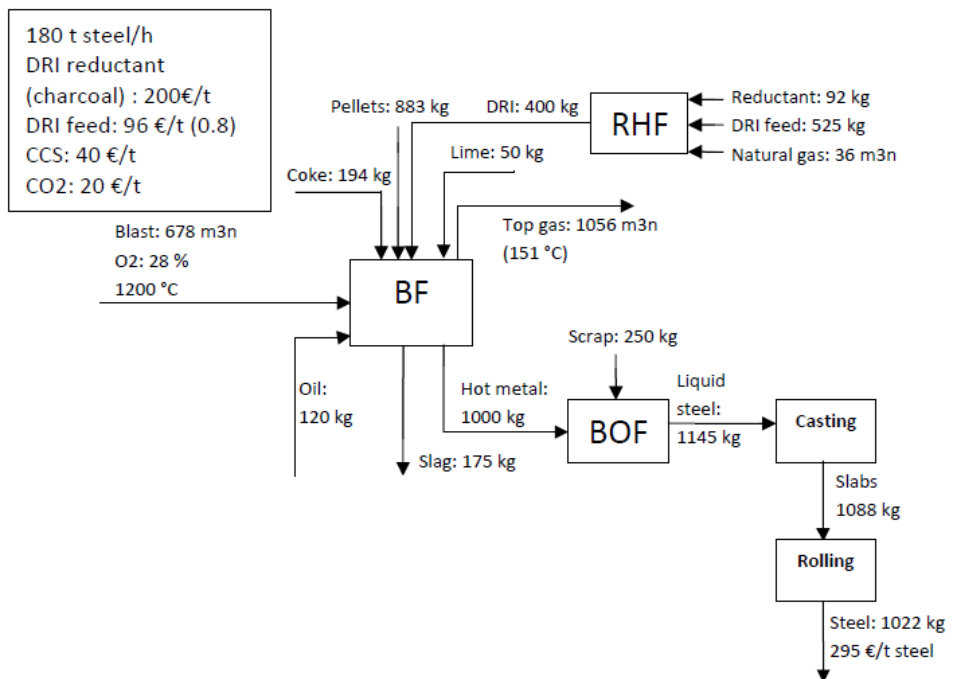 180 t steel/h
DRI reductant
(charcoal) : 200€/t
DRI feed: 96 €/t (0.8)
CCS: 40 €/t
CO2: 20 €/t
Pellets: 883 kg
DRI: 400 kg
RHF
Reductant: 92 kg
DRI feed: 525 kg
Natural gas: 36 m3n
Lime: 50 kg
Coke: 194 kg
Top gas: 1056 m3n
(151 °C)
Blast: 678 m3n
O2: 28 %
1200 °C
BF
Oil:
120 kg
Slag: 175 kg
Hot metal:
1000 kg
Scrap: 250 kg
BOF
Liquid
steel:
1145 kg
Casting
Slabs
1088 kg
Rolling
Steel: 1022 kg
295 €/t steel